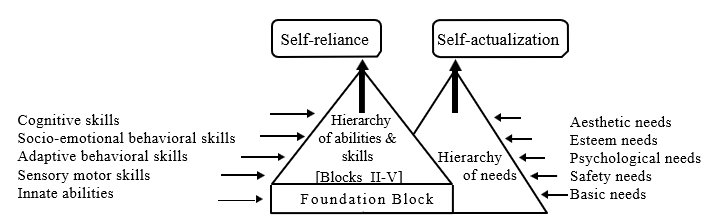 Self-reliance
Self-actualization
Cognitive skills
Socio-emotional behavioral skills
Adaptive behavioral skills
Sensory motor skills
Innate abilities
Hierarchy
of abilities &
skills
[Blocks II-V]
Foundation Block
Hierarchy
of needs
Aesthetic needs
Esteem needs
Psychological needs
Safety needs
Basic needs